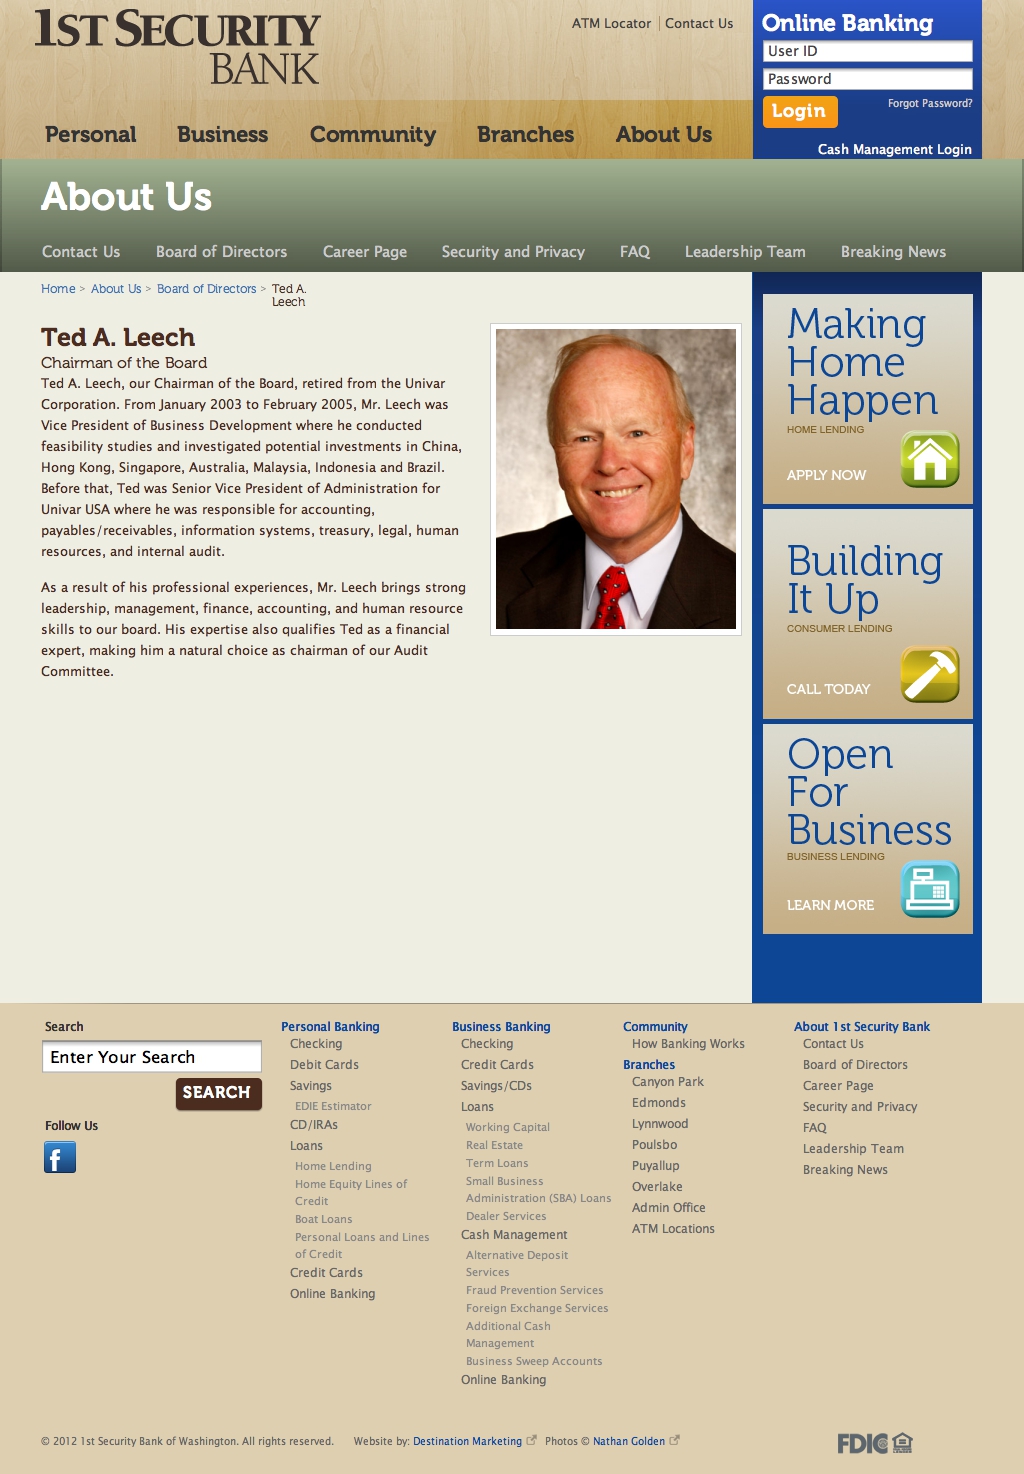 1ST SECURITY
BANK
ATM Locator | Contact Us
Online Banking
User ID
Password
Login
Forgot Password?
Cash Management Login
Personal Business Community Branches About Us
About Us
Contact Us Board of Directors Career Page Security and Privacy FAQ Leadership Team Breaking News
Home > About Us > Board of Directors > Ted A.
Leech
Ted A. Leech
Chairman of the Board
Ted A. Leech, our Chairman of the Board, retired from the Univar
Corporation. From January 2003 to February 2005, Mr. Leech was
Vice President of Business Development where he conducted
feasibility studies and investigated potential investments in China,
Hong Kong, Singapore, Australia, Malaysia, Indonesia and Brazil.
Before that, Ted was Senior Vice President of Administration for
Univar USA where he was responsible for accounting,
payables/receivables, information systems, treasury, legal, human
resources, and internal audit.
As a result of his professional experiences, Mr. Leech brings strong
leadership, management, finance, accounting, and human resource
skills to our board. His expertise also qualifies Ted as a financial
expert, making him a natural choice as chairman of our Audit
Committee.
Making
Home
Happen
HOME LENDING
APPLY NOW
Building
It Up
CONSUMER LENDING
CALL TODAY
Open
For
Business
BUSINESS LENDING
LEARN MORE
Search
Enter Your Search
SEARCH
Follow Us
f
Personal Banking
Checking
Debit Cards
Savings
EDIE Estimator
CD/IRAs
Loans
Home Lending
Home Equity Lines of
Credit
Boat Loans
Personal Loans and Lines
of Credit
Credit Cards
Online Banking
Business Banking
Checking
Credit Cards
Savings/CDs
Loans
Working Capital
Real Estate
Term Loans
Small Business
Administration (SBA) Loans
Dealer Services
Cash Management
Alternative Deposit
Services
Fraud Prevention Services
Foreign Exchange Services
Additional Cash
Management
Business Sweep Accounts
Online Banking
Community
How Banking Works
Branches
Canyon Park
Edmonds
Lynnwood
Poulsbo
Puyallup
Overlake
Admin Office
ATM Locations
About 1st Security Bank
Contact Us
Board of Directors
Career Page
Security and Privacy
FAQ
Leadership Team
Breaking News
© 2012 1st Security Bank of Washington. All rights reserved. Website by: Destination Marketing Photos © Nathan Golden
FDIC